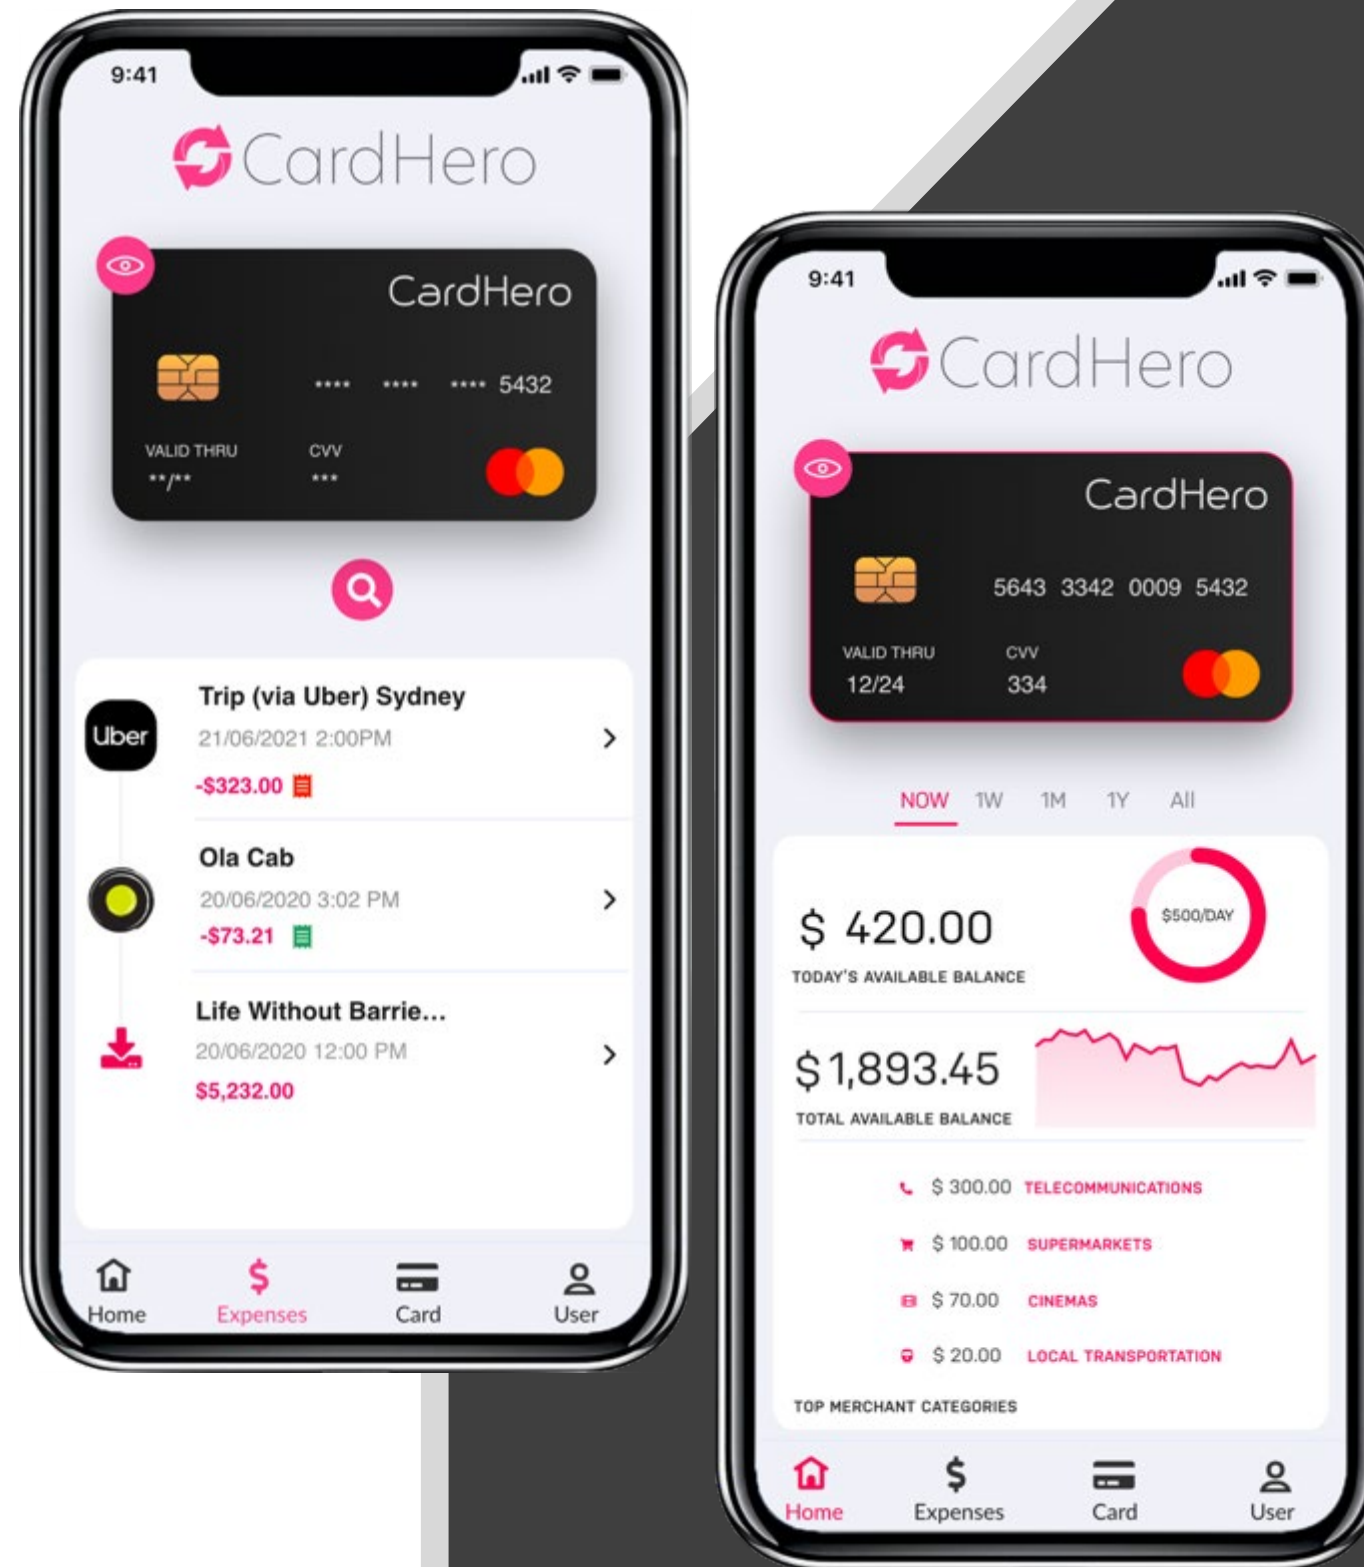 9:41
CardHero
CardHero
**** **** **** 5432
VALID THRU CVV
**/** ***
Uber
Trip (via Uber) Sydney
21/06/2021 2:00PM
-$323.00
Ola Cab
20/06/2020 3:02 PM
-$73.21
Life Without Barrie...
20/06/2020 12:00 PM
$5,232.00
Home Expenses Card User
9:41
CardHero
CardHero
5643 3342 0009 5432
VALID THRU CVV
12/24 334
NOW 1W 1M 1Y All
$ 420.00
TODAY'S AVAILABLE BALANCE
$500/DAY
$1,893.45
TOTAL AVAILABLE BALANCE
$ 300.00 TELECOMMUNICATIONS
$ 100.00 SUPERMARKETS
$ 70.00 CINEMAS
$ 20.00 LOCAL TRANSPORTATION
TOP MERCHANT CATEGORIES
Home Expenses Card User